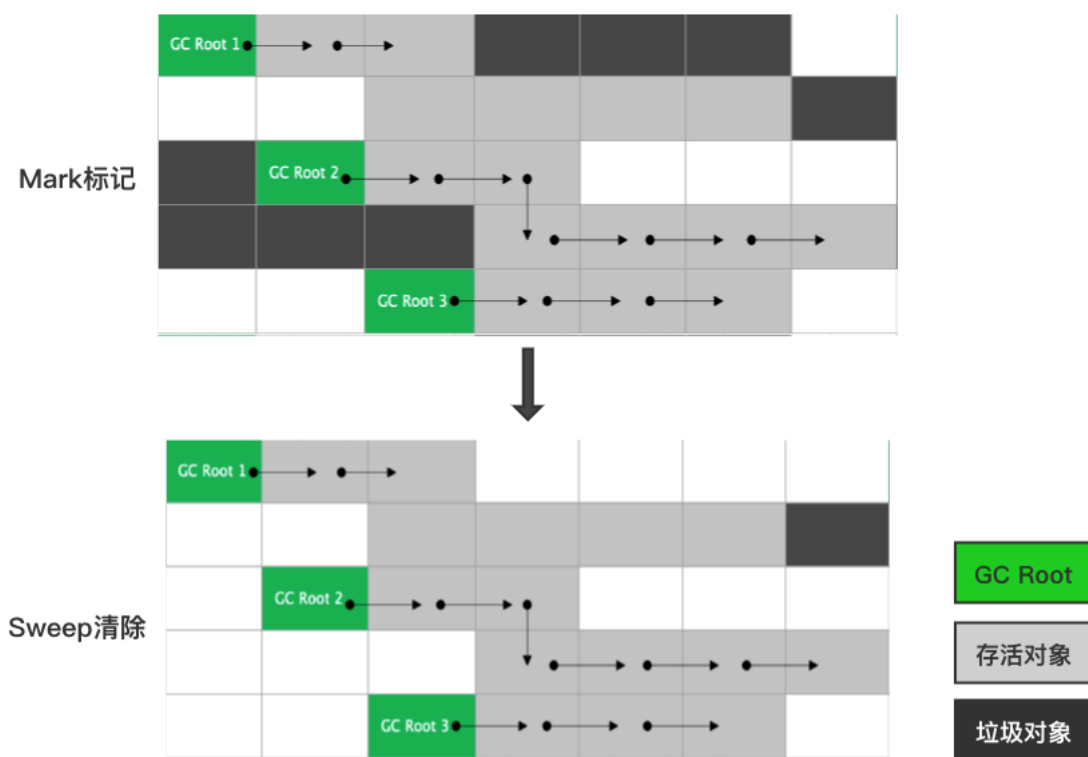 GC Root 1
Mark标记
GC Root 2
GC Root 3
GC Root 1
GC Root 2
Sweep清除
GC Root 3
GC Root
存活对象
垃圾对象